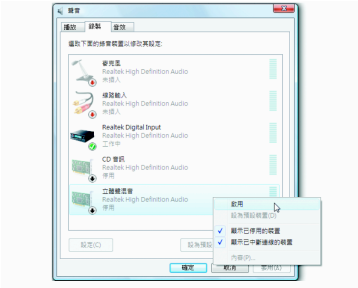 聲音
播放 錄製 音效
選取下面的錄音裝置以修改其設定:
麥克風
Realtek High Definition Audio
未插入
線路輸入
Realtek High Definition Audio
未插入
Realtek Digital Input
Realtek High Definition Audio
工作中
CD 音訊
Realtek High Definition Audio
停用
立體聲混音
Realtek High Definition Audio
停用
啟用
設為預設裝置(D)
顯示已停用的裝置
顯示已中斷連線的裝置
內容(P)...
設定(C) 設為預設
確定 取消 套用(A)